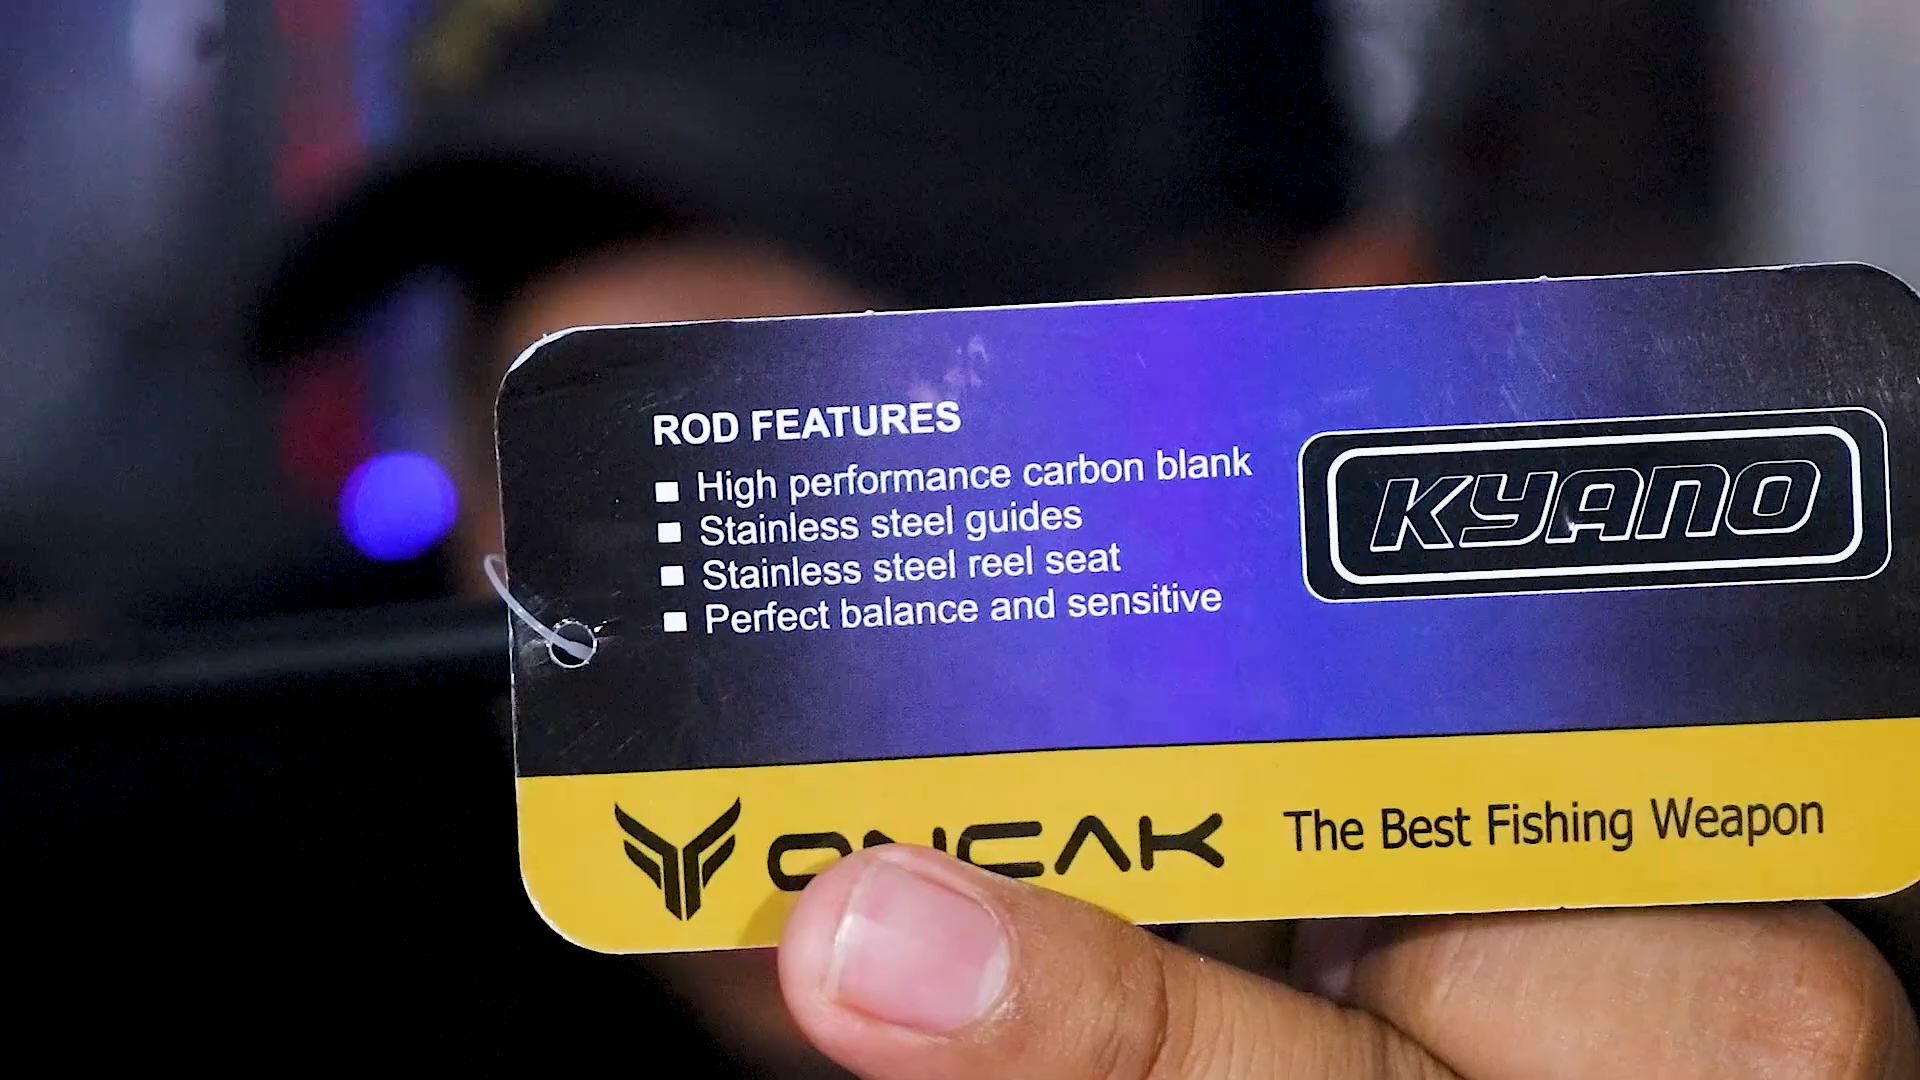 ROD FEATURES
■ High performance carbon blank
■ Stainless steel guides
■ Stainless steel reel seat
■ Perfect balance and sensitive
KYANO
The Best Fishing Weapon